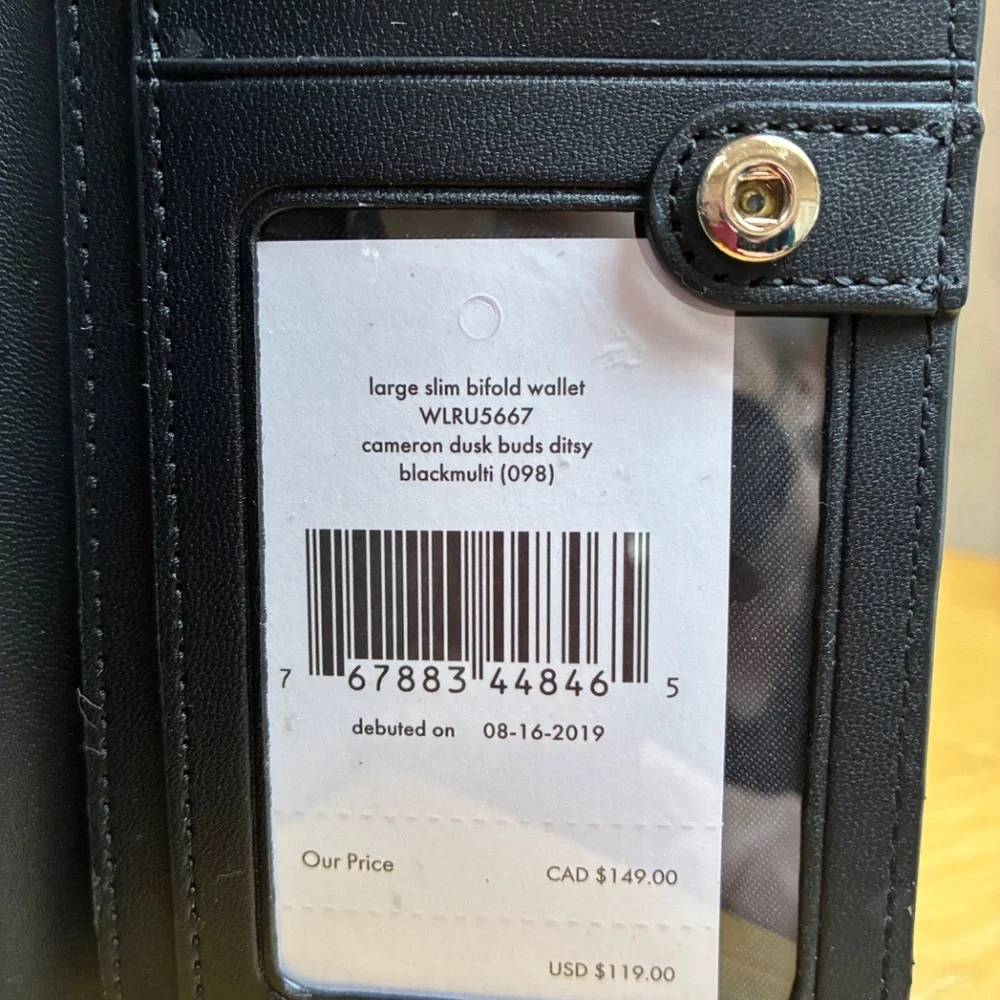 large slim bifold wallet
WLRU5667
cameron dusk buds ditsy
blackmulti (098)
7 67883 44846 5
debuted on 08-16-2019
Our Price CAD $149.00
USD $119.00